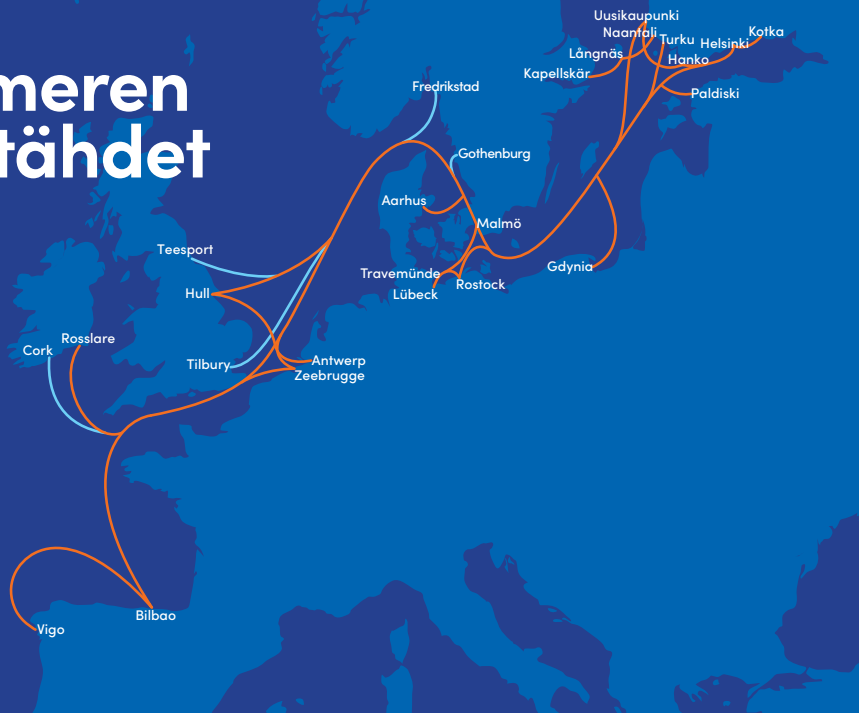 meren
tähdet
Uusikaupunki
Naantali
Turku
Helsinki
Kotka
Långnäs
Hanko
Kapellskär
Paldiski
Fredrikstad
Gothenburg
Aarhus
Malmö
Teesport
Travemünde
Gdynia
Hull
Lübeck
Rostock
Rosslare
Cork
Tilbury
Antwerp
Zeebrugge
Bilbao
Vigo